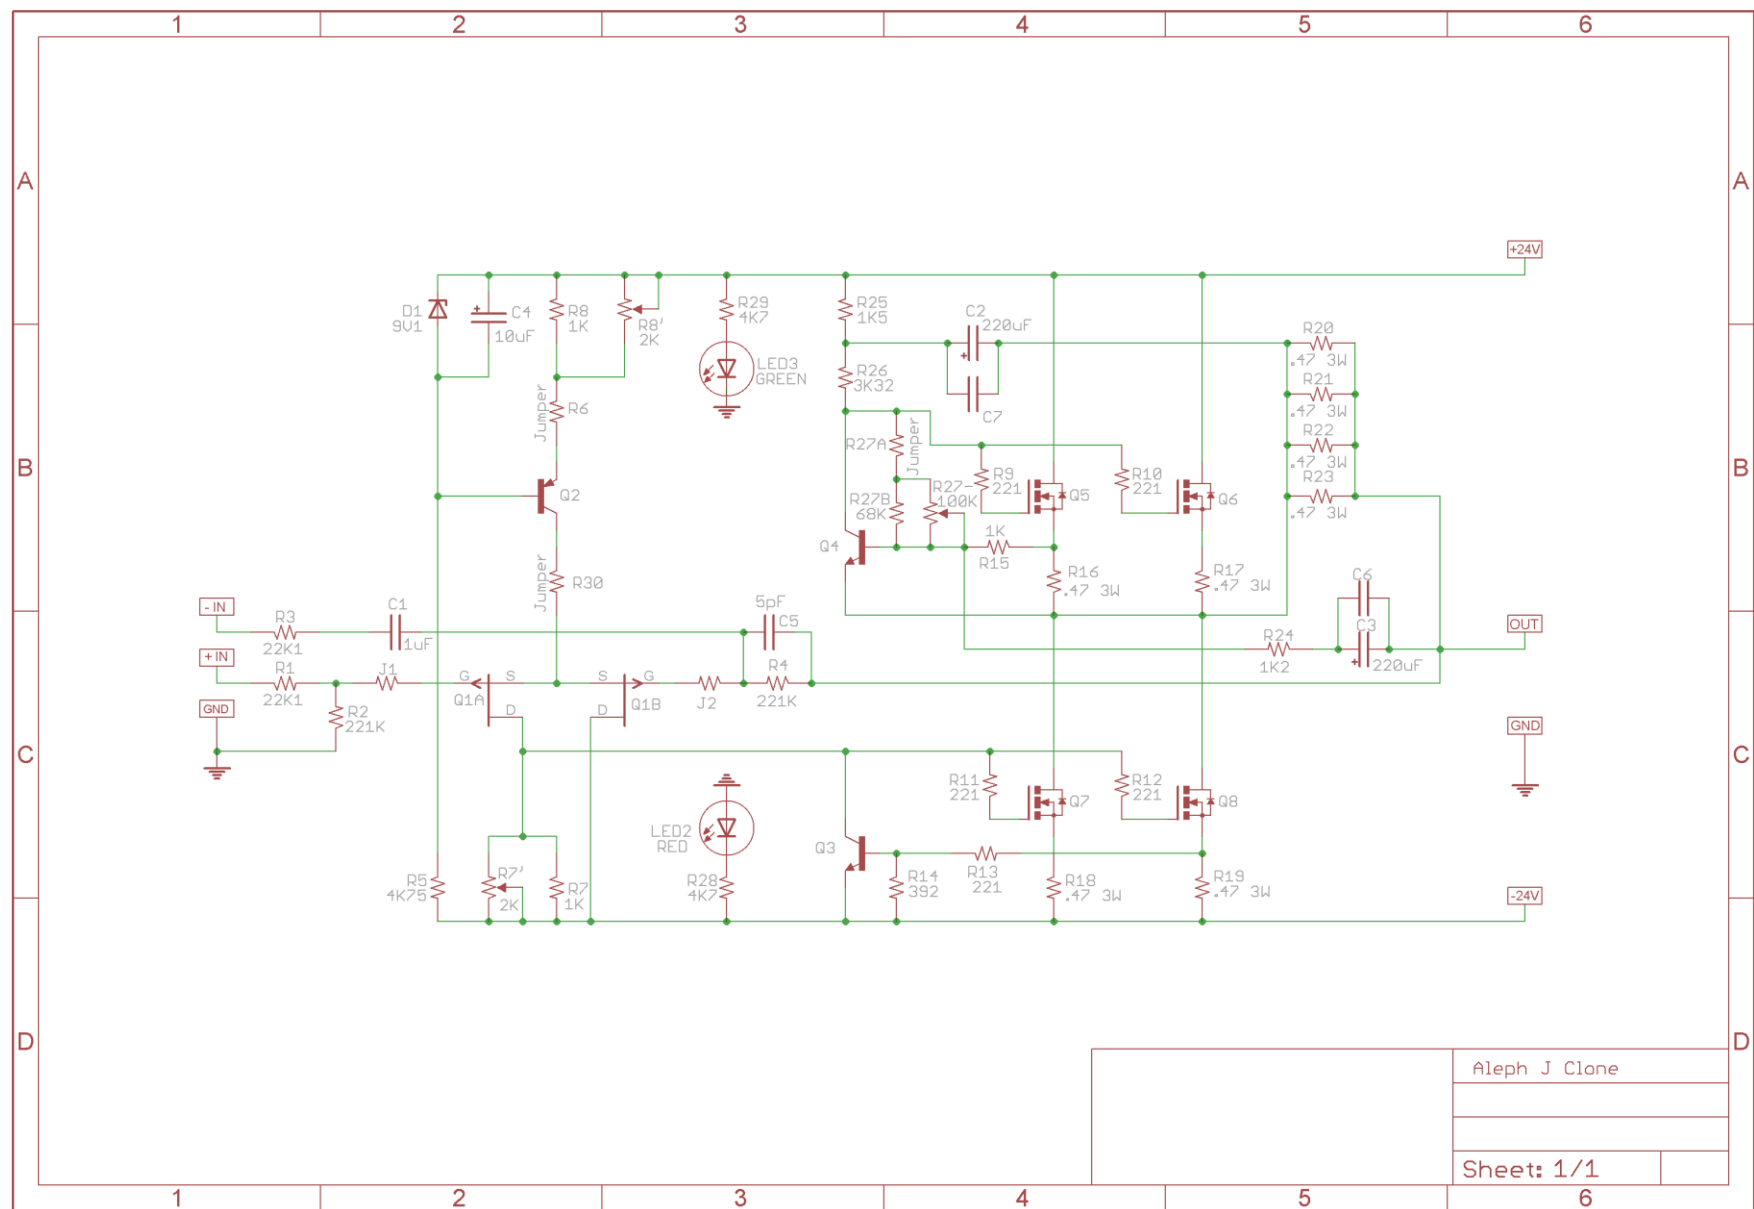 1 2 3 4 5 6
A A
+24V
D1
9V1
C4
10uF
R8
1K
R8'
2K
R29
4K7
R25
1K5
C2
220uF
R20
.47 3W
LED3
GREEN
R26
3K32
C7
R21
.47 3W
Jumper
R6
R22
.47 3W
B B
R27A
Jumper
R9
221
Q5
R10
221
Q6
R23
.47 3W
Q2
R27B
68K
R27-
100K
Q4
1K
R15
Jumper
R30
R16
.47 3W
R17
.47 3W
C6
- IN
R3
22K1
C1
1uF
5pF
C5
C3
220uF
OUT
R24
1K2
+ IN
R1
22K1
J1
G S
Q1A
D
S G
Q1B
D
J2
R4
221K
GND
R2
221K
GND
C C
R11
221
Q7
R12
221
Q8
LED2
RED
Q3
R13
221
R5
4K75
R7'
2K
R7
1K
R28
4K7
R14
392
R18
.47 3W
R19
.47 3W
-24V
D D
Aleph J Clone
Sheet: 1/1
1 2 3 4 5 6